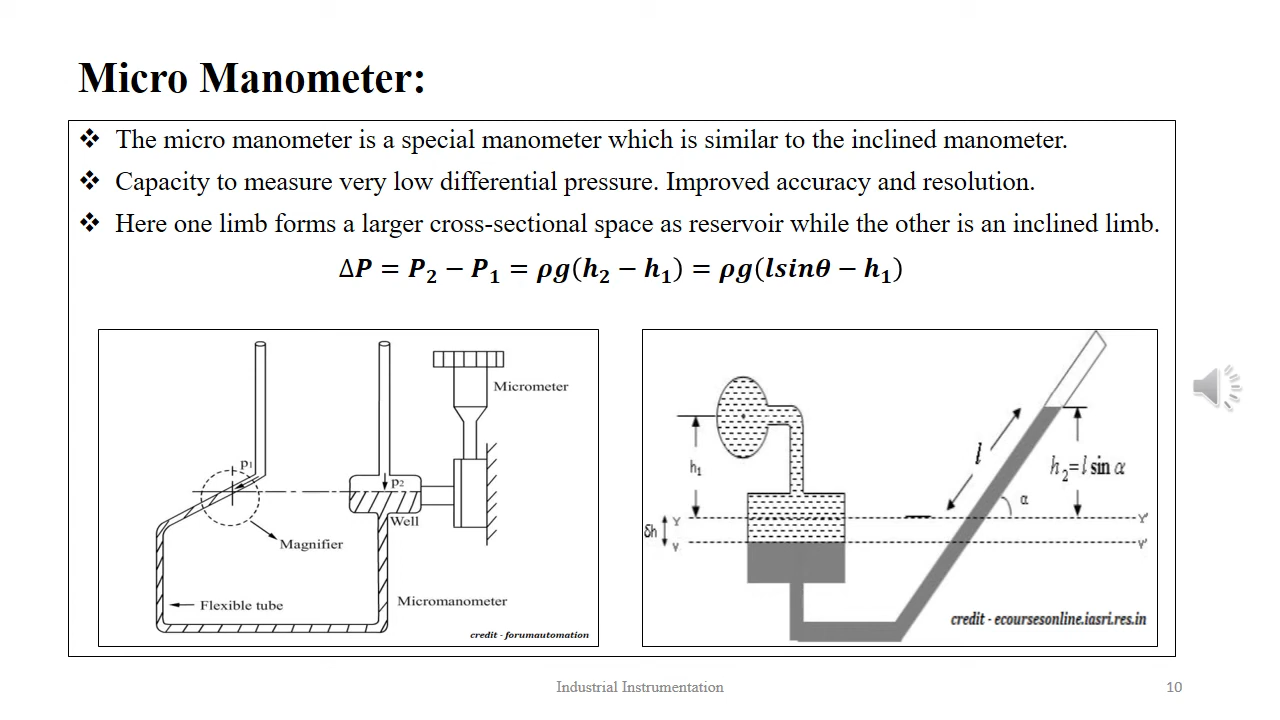 Micro Manometer:
❖ The micro manometer is a special manometer which is similar to the inclined manometer.
❖ Capacity to measure very low differential pressure. Improved accuracy and resolution.
❖ Here one limb forms a larger cross-sectional space as reservoir while the other is an inclined limb.
ΔP = P₂ − P₁ = ρg(h₂ − h₁) = ρg(lsinθ − h₁)
Micrometer
p₁
p₂
Well
Magnifier
Flexible tube
Micromanometer
credit - forumautomation
h₁
l
h₂=l sin α
α
δh
Y
Y'
Y
Y'
credit - ecoursesonline.iasri.res.in
Industrial Instrumentation
10